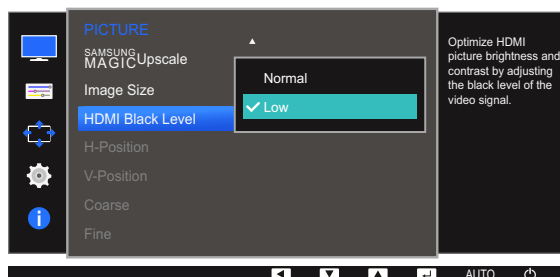 PICTURE
SAMSUNG
MAGICUpscale
Image Size
HDMI Black Level
H-Position
V-Position
Coarse
Fine
Normal
Low
Optimize HDMI
picture brightness and
contrast by adjusting
the black level of the
video signal.
AUTO